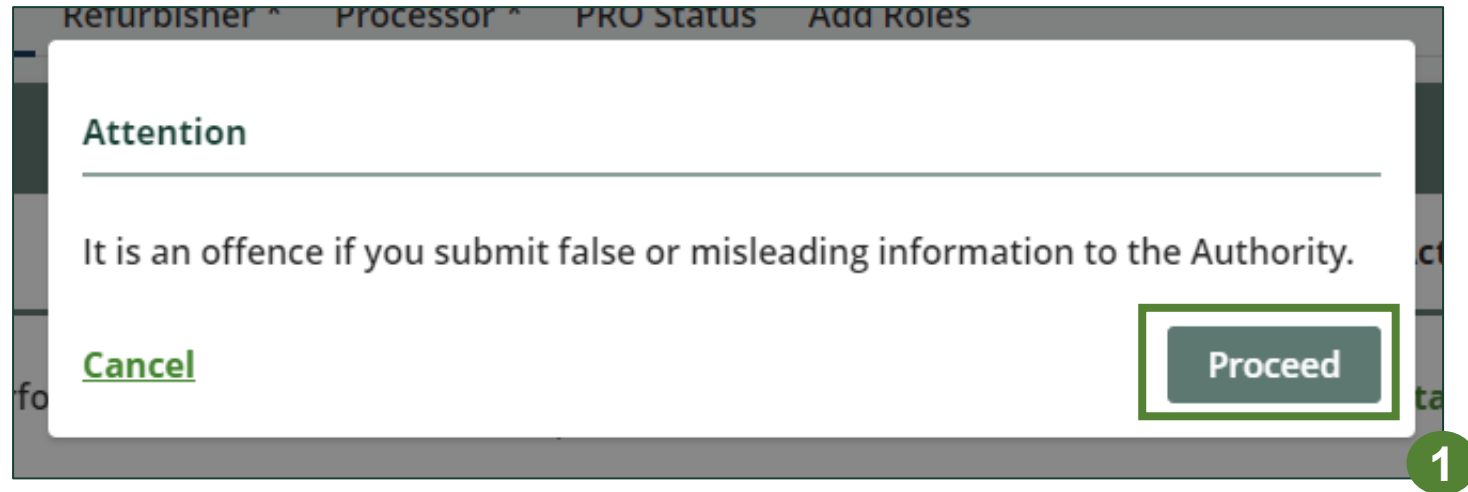 Refurbisher ^ Processor ^ PRO Status Add Roles
Attention
It is an offence if you submit false or misleading information to the Authority.
Cancel
Proceed
1